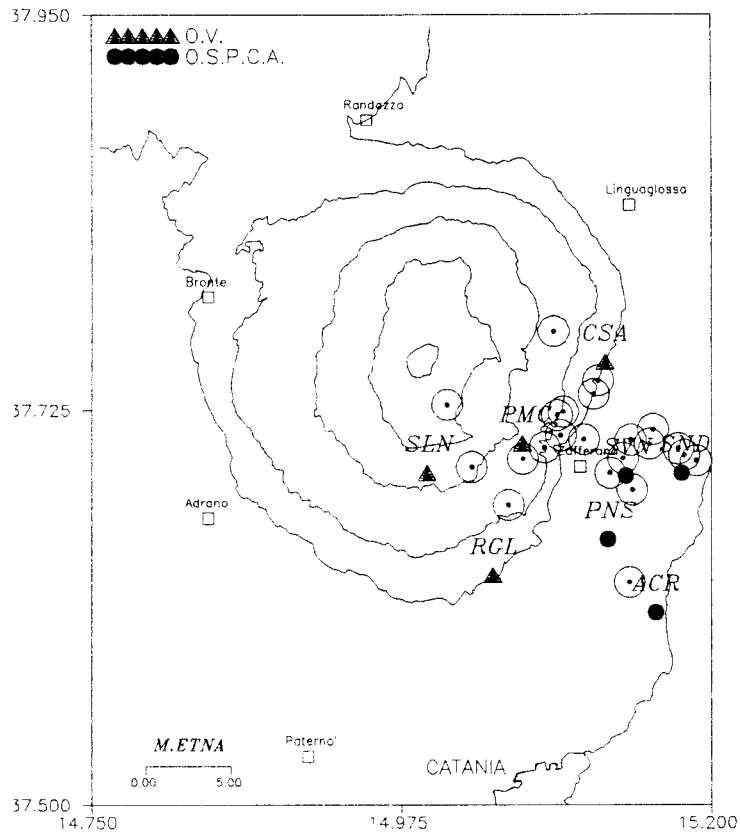 37.950
O.V.
O.S.P.C.A.
Randazzo
Linguaglossa
Bronte
CSA
37.725
PMC
SLN
SVN
SND
Zafferana
Adrano
PNS
RGL
ACR
M.ETNA
0.00 5.00
Paterno'
CATANIA
37.500
14.750 14.975 15.200